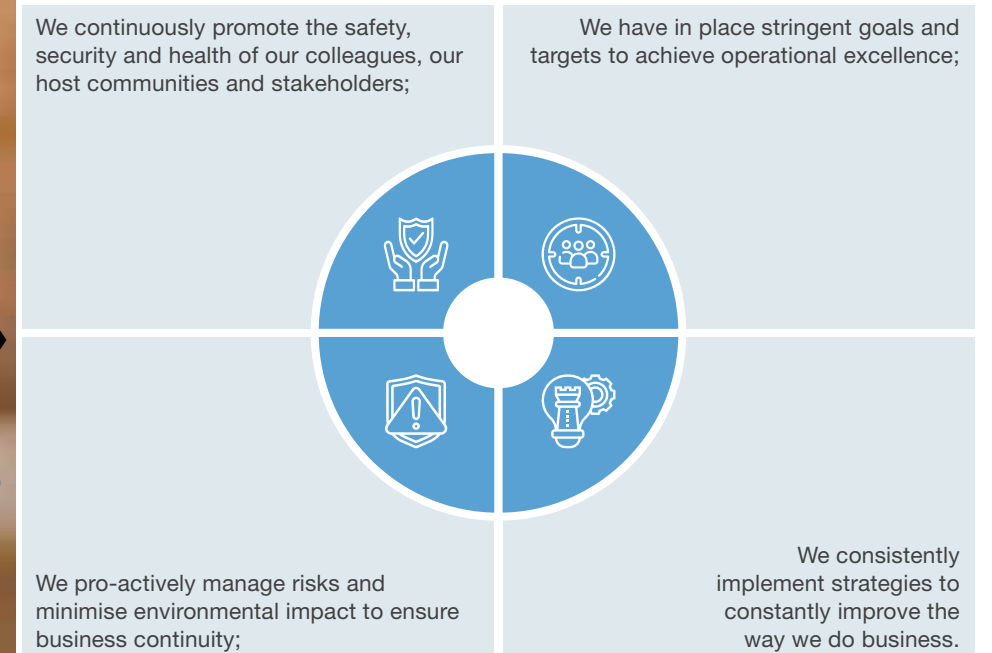 We continuously promote the safety,
security and health of our colleagues, our
host communities and stakeholders;
We have in place stringent goals and
targets to achieve operational excellence;
We pro-actively manage risks and
minimise environmental impact to ensure
business continuity;
We consistently
implement strategies to
constantly improve the
way we do business.